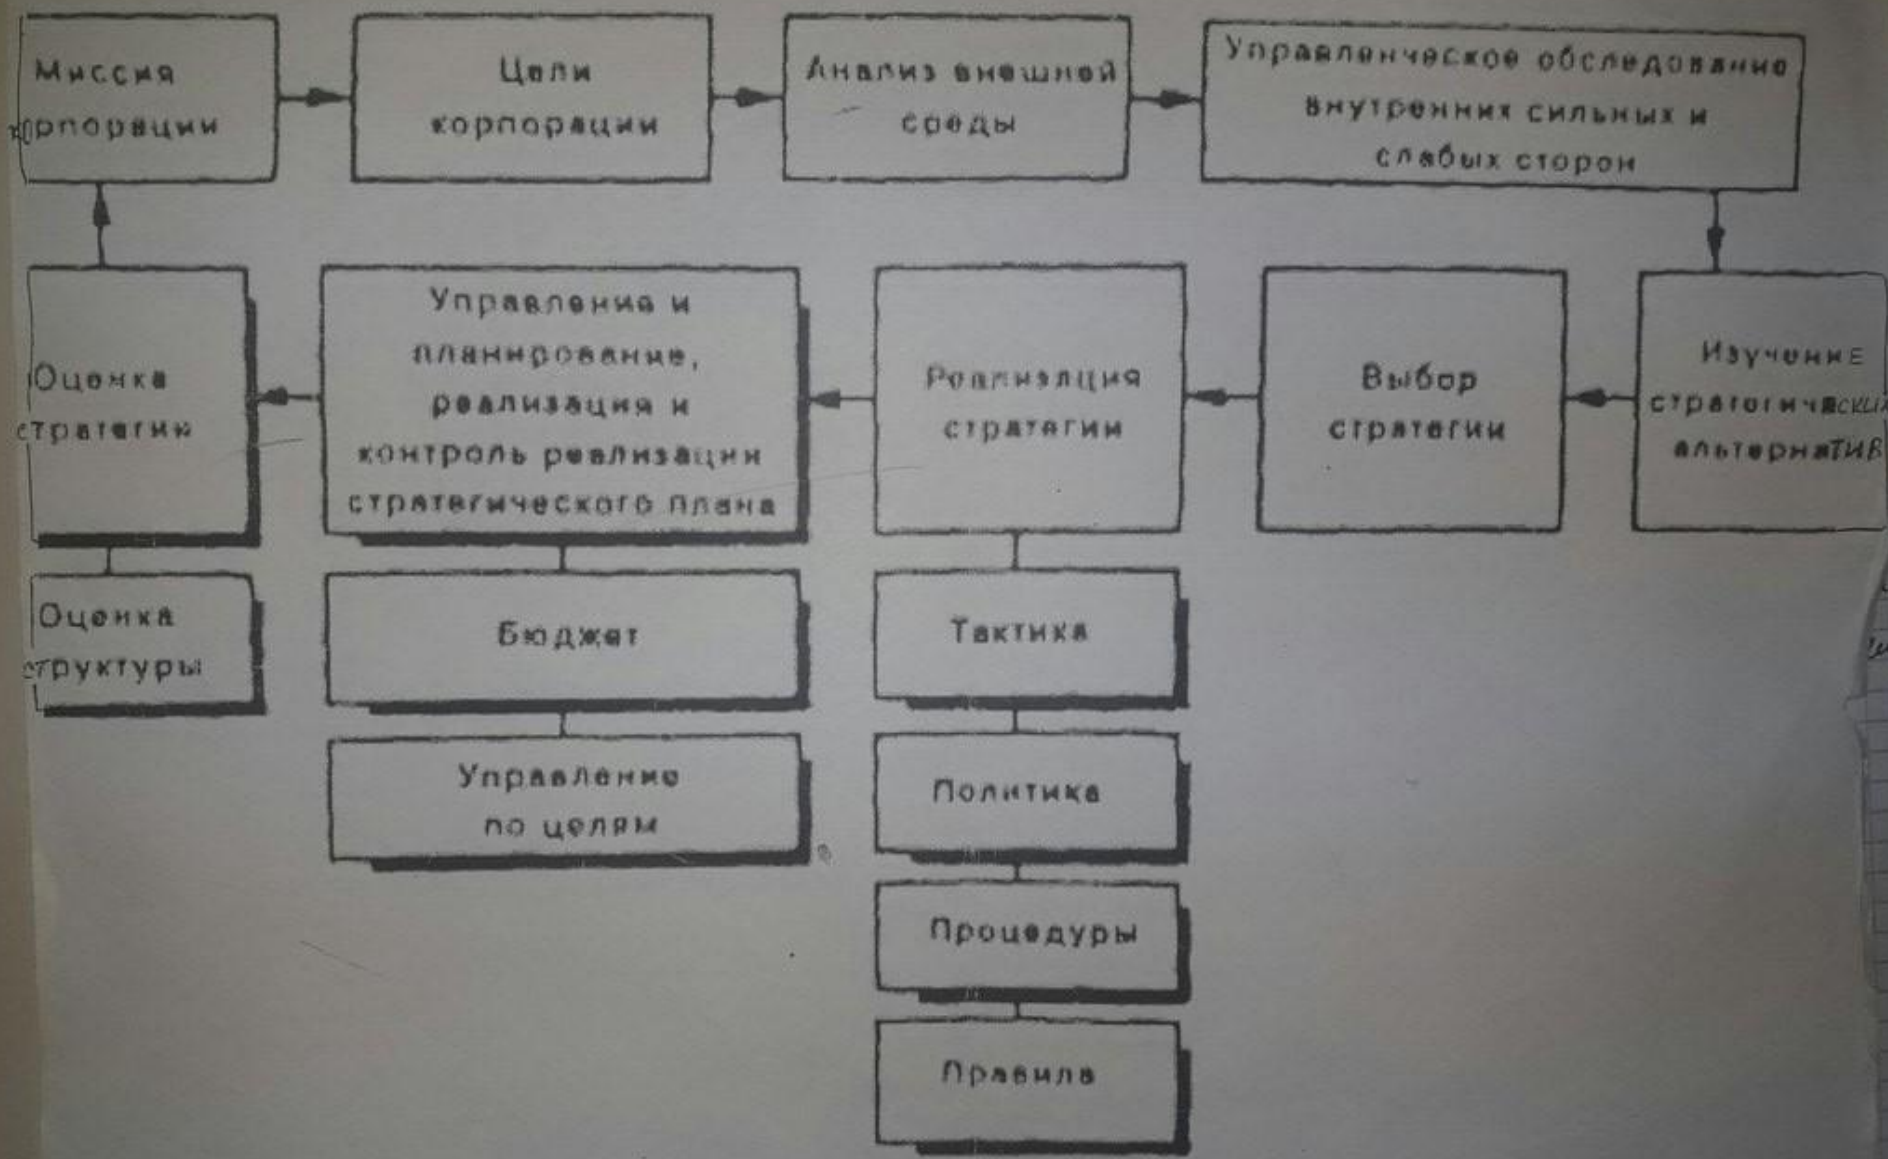 Миссия
корпорации
Цели
корпорации
Анализ внешней
среды
Управленческое обследование
внутренних сильных и
слабых сторон
Оценка
стратегии
Управление и
планирование,
реализация и
контроль реализации
стратегического плана
Реализация
стратегии
Выбор
стратегии
Изучение
стратегических
альтернатив
Оценка
структуры
Бюджет
Управление
по целям
Тактика
Политика
Процедуры
Правила